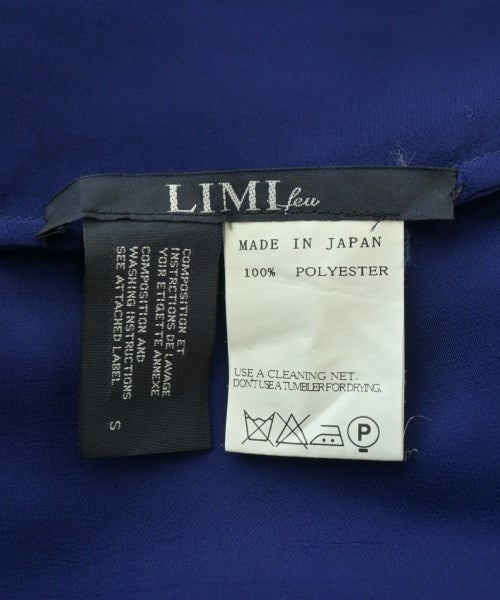 LIMI feu
COMPOSITION ET
INSTRUCTIONS DE LAVAGE
VOIR ETIQUETTE ANNEXE
COMPOSITION AND
WASHING INSTRUCTIONS
SEE ATTACHED LABEL
S
MADE IN JAPAN
100% POLYESTER
USE A CLEANING NET.
DON'T USE A TUMBLER FOR DRYING.
P